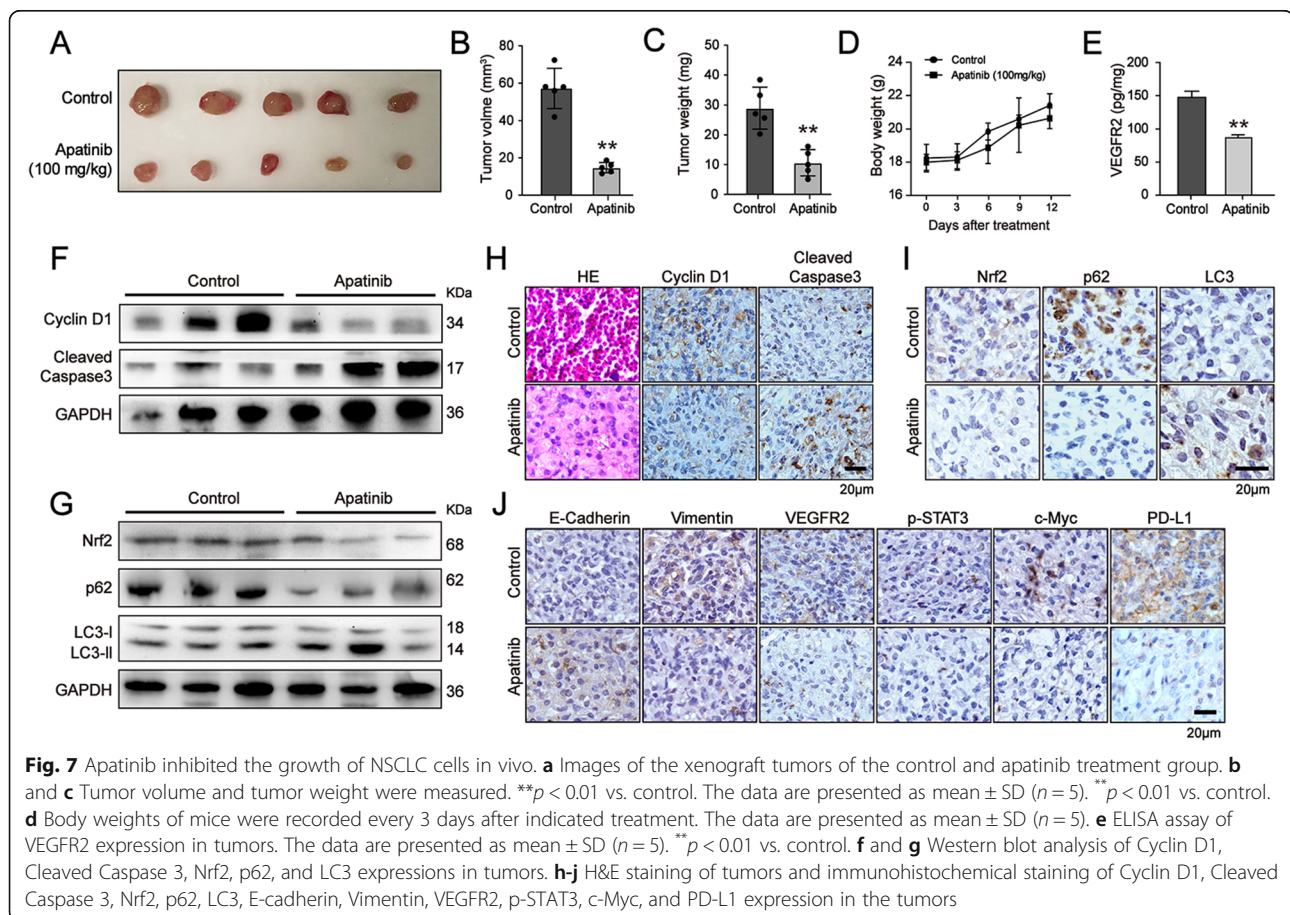 A
Control
Apatinib
(100 mg/kg)
B
Tumor volme (mm³)
60
40
20
0
**
Control Apatinib
C
Tumor weight (mg)
50
40
30
20
10
0
**
Control Apatinib
D
Body weight (g)
24
22
20
18
16
Control
Apatinib (100mg/kg)
0 3 6 9 12
Days after treatment
E
VEGFR2 (pg/mg)
200
150
100
50
0
**
Control Apatinib
F
Control Apatinib
KDa
Cyclin D1 34
Cleaved
Caspase3
17
GAPDH 36
G
Control Apatinib
KDa
Nrf2 68
p62 62
LC3-I 18
LC3-II 14
GAPDH 36
H
HE Cyclin D1 Cleaved
Caspase3
Control
Apatinib
20μm
I
Nrf2 p62 LC3
Control
Apatinib
20μm
J
E-Cadherin Vimentin VEGFR2 p-STAT3 c-Myc PD-L1
Control
Apatinib
20μm
Fig. 7 Apatinib inhibited the growth of NSCLC cells in vivo. a Images of the xenograft tumors of the control and apatinib treatment group. b
and c Tumor volume and tumor weight were measured. **p < 0.01 vs. control. The data are presented as mean ± SD (n = 5). **p < 0.01 vs. control.
d Body weights of mice were recorded every 3 days after indicated treatment. The data are presented as mean ± SD (n = 5). e ELISA assay of
VEGFR2 expression in tumors. The data are presented as mean ± SD (n = 5). **p < 0.01 vs. control. f and g Western blot analysis of Cyclin D1,
Cleaved Caspase 3, Nrf2, p62, and LC3 expressions in tumors. h-j H&E staining of tumors and immunohistochemical staining of Cyclin D1, Cleaved
Caspase 3, Nrf2, p62, LC3, E-cadherin, Vimentin, VEGFR2, p-STAT3, c-Myc, and PD-L1 expression in the tumors